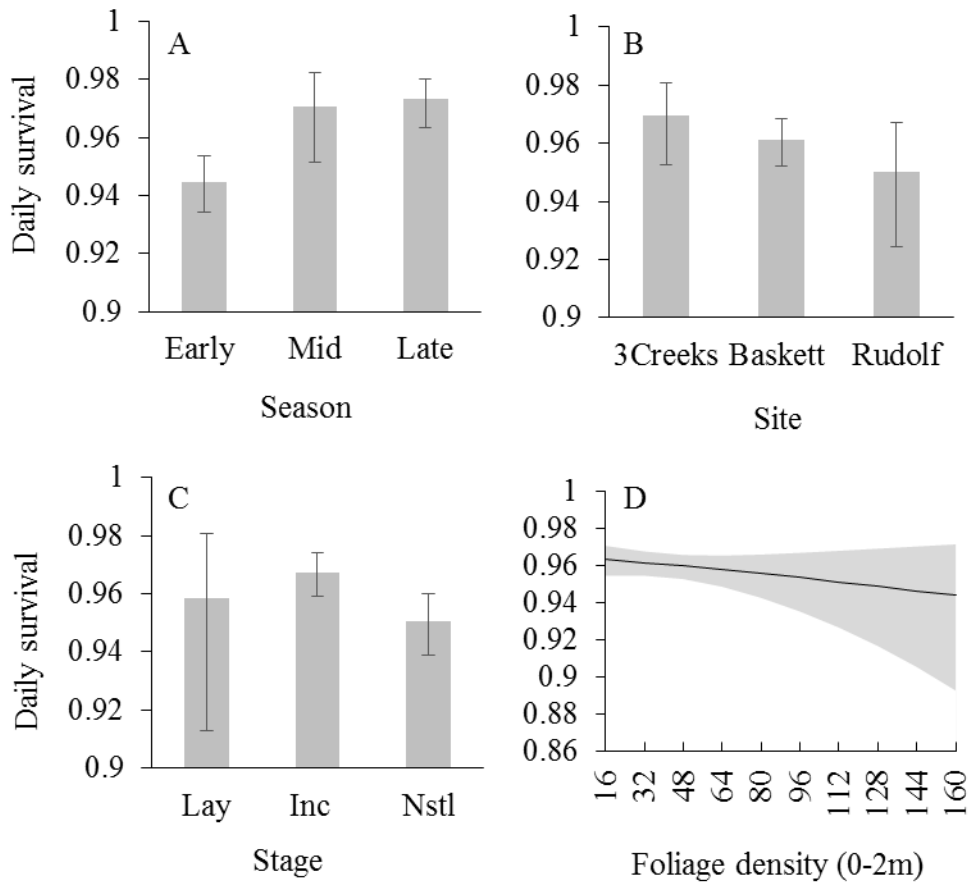 A
Daily survival
1
0.98
0.96
0.94
0.92
0.9
Early Mid Late
Season
B
1
0.98
0.96
0.94
0.92
0.9
3Creeks Baskett Rudolf
Site
C
Daily survival
1
0.98
0.96
0.94
0.92
0.9
Lay Inc Nstl
Stage
D
1
0.98
0.96
0.94
0.92
0.9
0.88
0.86
16 32 48 64 80 96 112 128 144 160
Foliage density (0-2m)